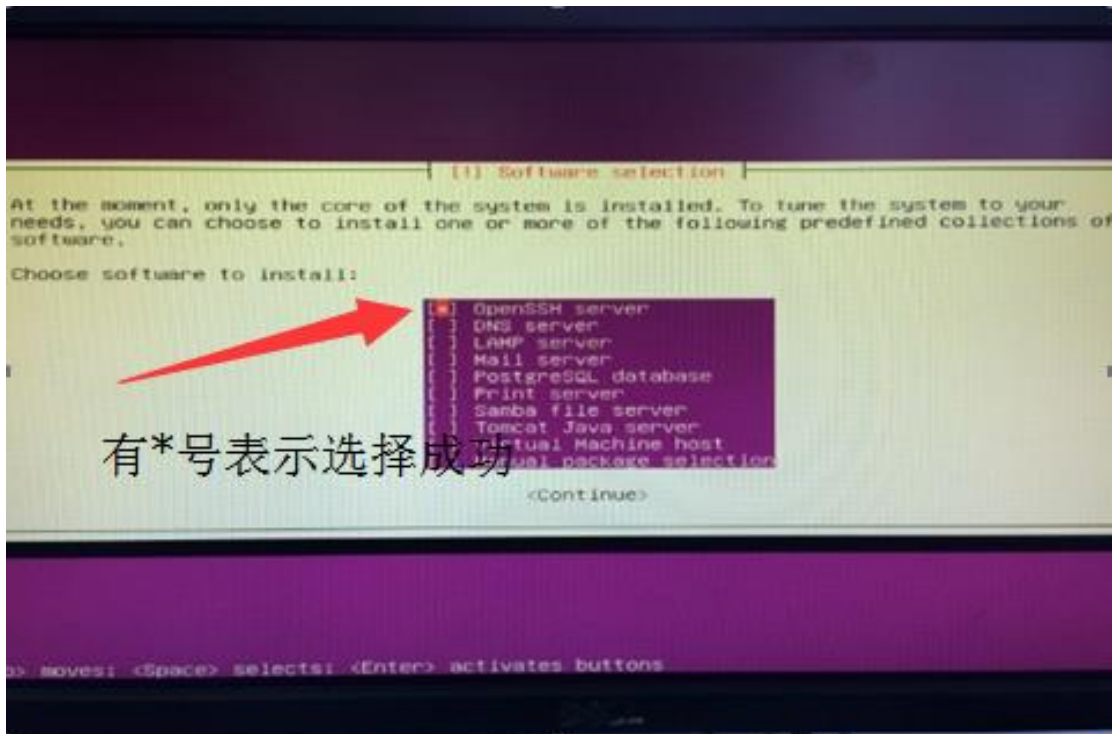 [!] Software selection
At the moment, only the core of the system is installed. To tune the system to your
needs, you can choose to install one or more of the following predefined collections of
software.
Choose software to install:
[*] OpenSSH server
[ ] DNS server
[ ] LAMP server
[ ] Mail server
[ ] PostgreSQL database
[ ] Print server
[ ] Samba file server
[ ] Tomcat Java server
Machine host
package selection
有*号表示选择成功
<Continue>
moves; <Space> selects; <Enter> activates buttons